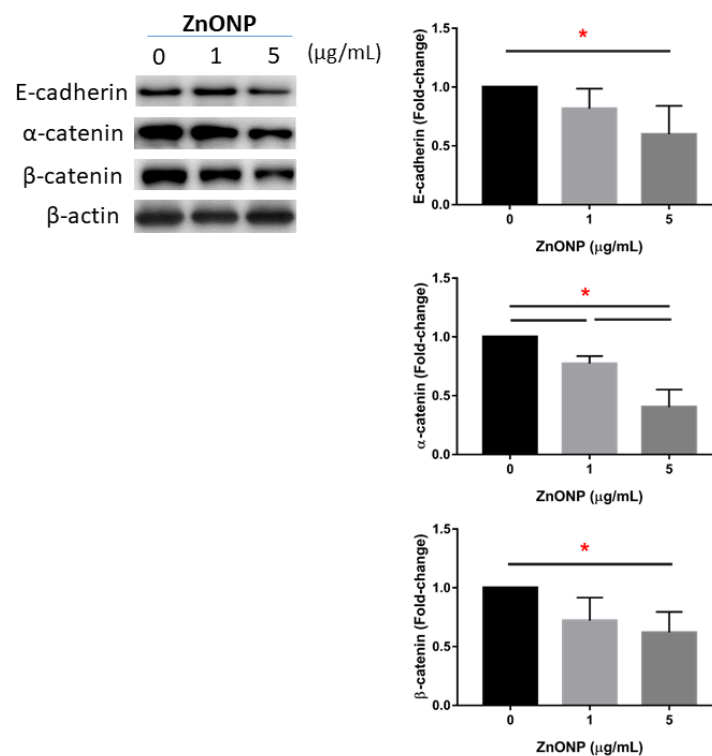 ZnONP
0 1 5 (μg/mL)
E-cadherin
α-catenin
β-catenin
β-actin
*
E-cadherin (Fold-change)
1.5
1.0
0.5
0.0
0 1 5
ZnONP (μg/mL)
*
α-catenin (Fold-change)
1.5
1.0
0.5
0.0
0 1 5
ZnONP (μg/mL)
*
β-catenin (Fold-change)
1.5
1.0
0.5
0.0
0 1 5
ZnONP (μg/mL)